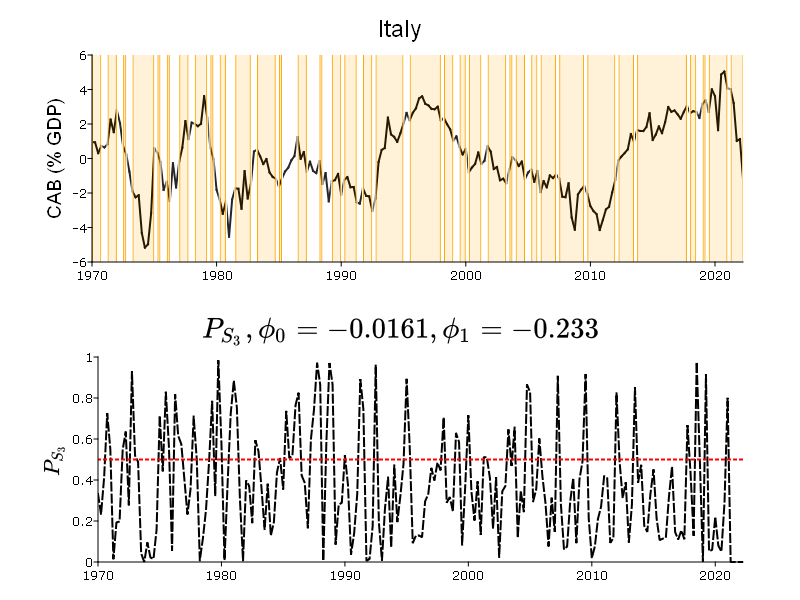 Italy
CAB (% GDP)
6
4
2
0
−2
−4
−6
1970 1980 1990 2000 2010 2020
P_{S_3}, ϕ_0 = −0.0161, ϕ_1 = −0.233
P_{S_3}
1
0.8
0.6
0.4
0.2
0
1970 1980 1990 2000 2010 2020